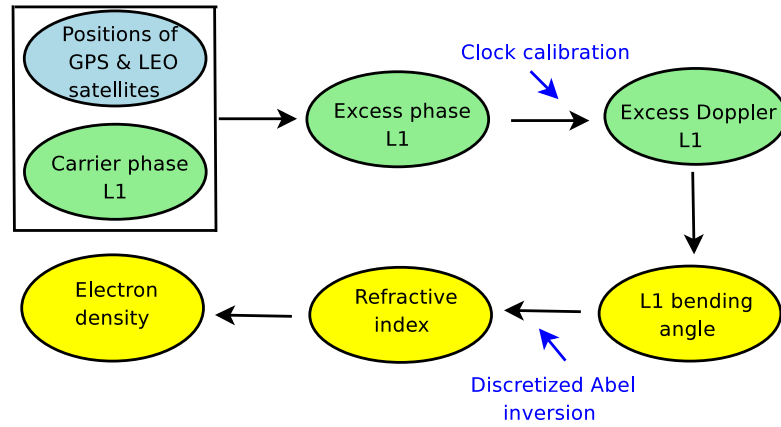 Positions of
GPS & LEO
satellites
Carrier phase
L1
Excess phase
L1
Clock calibration
Excess Doppler
L1
L1 bending
angle
Discretized Abel
inversion
Refractive
index
Electron
density